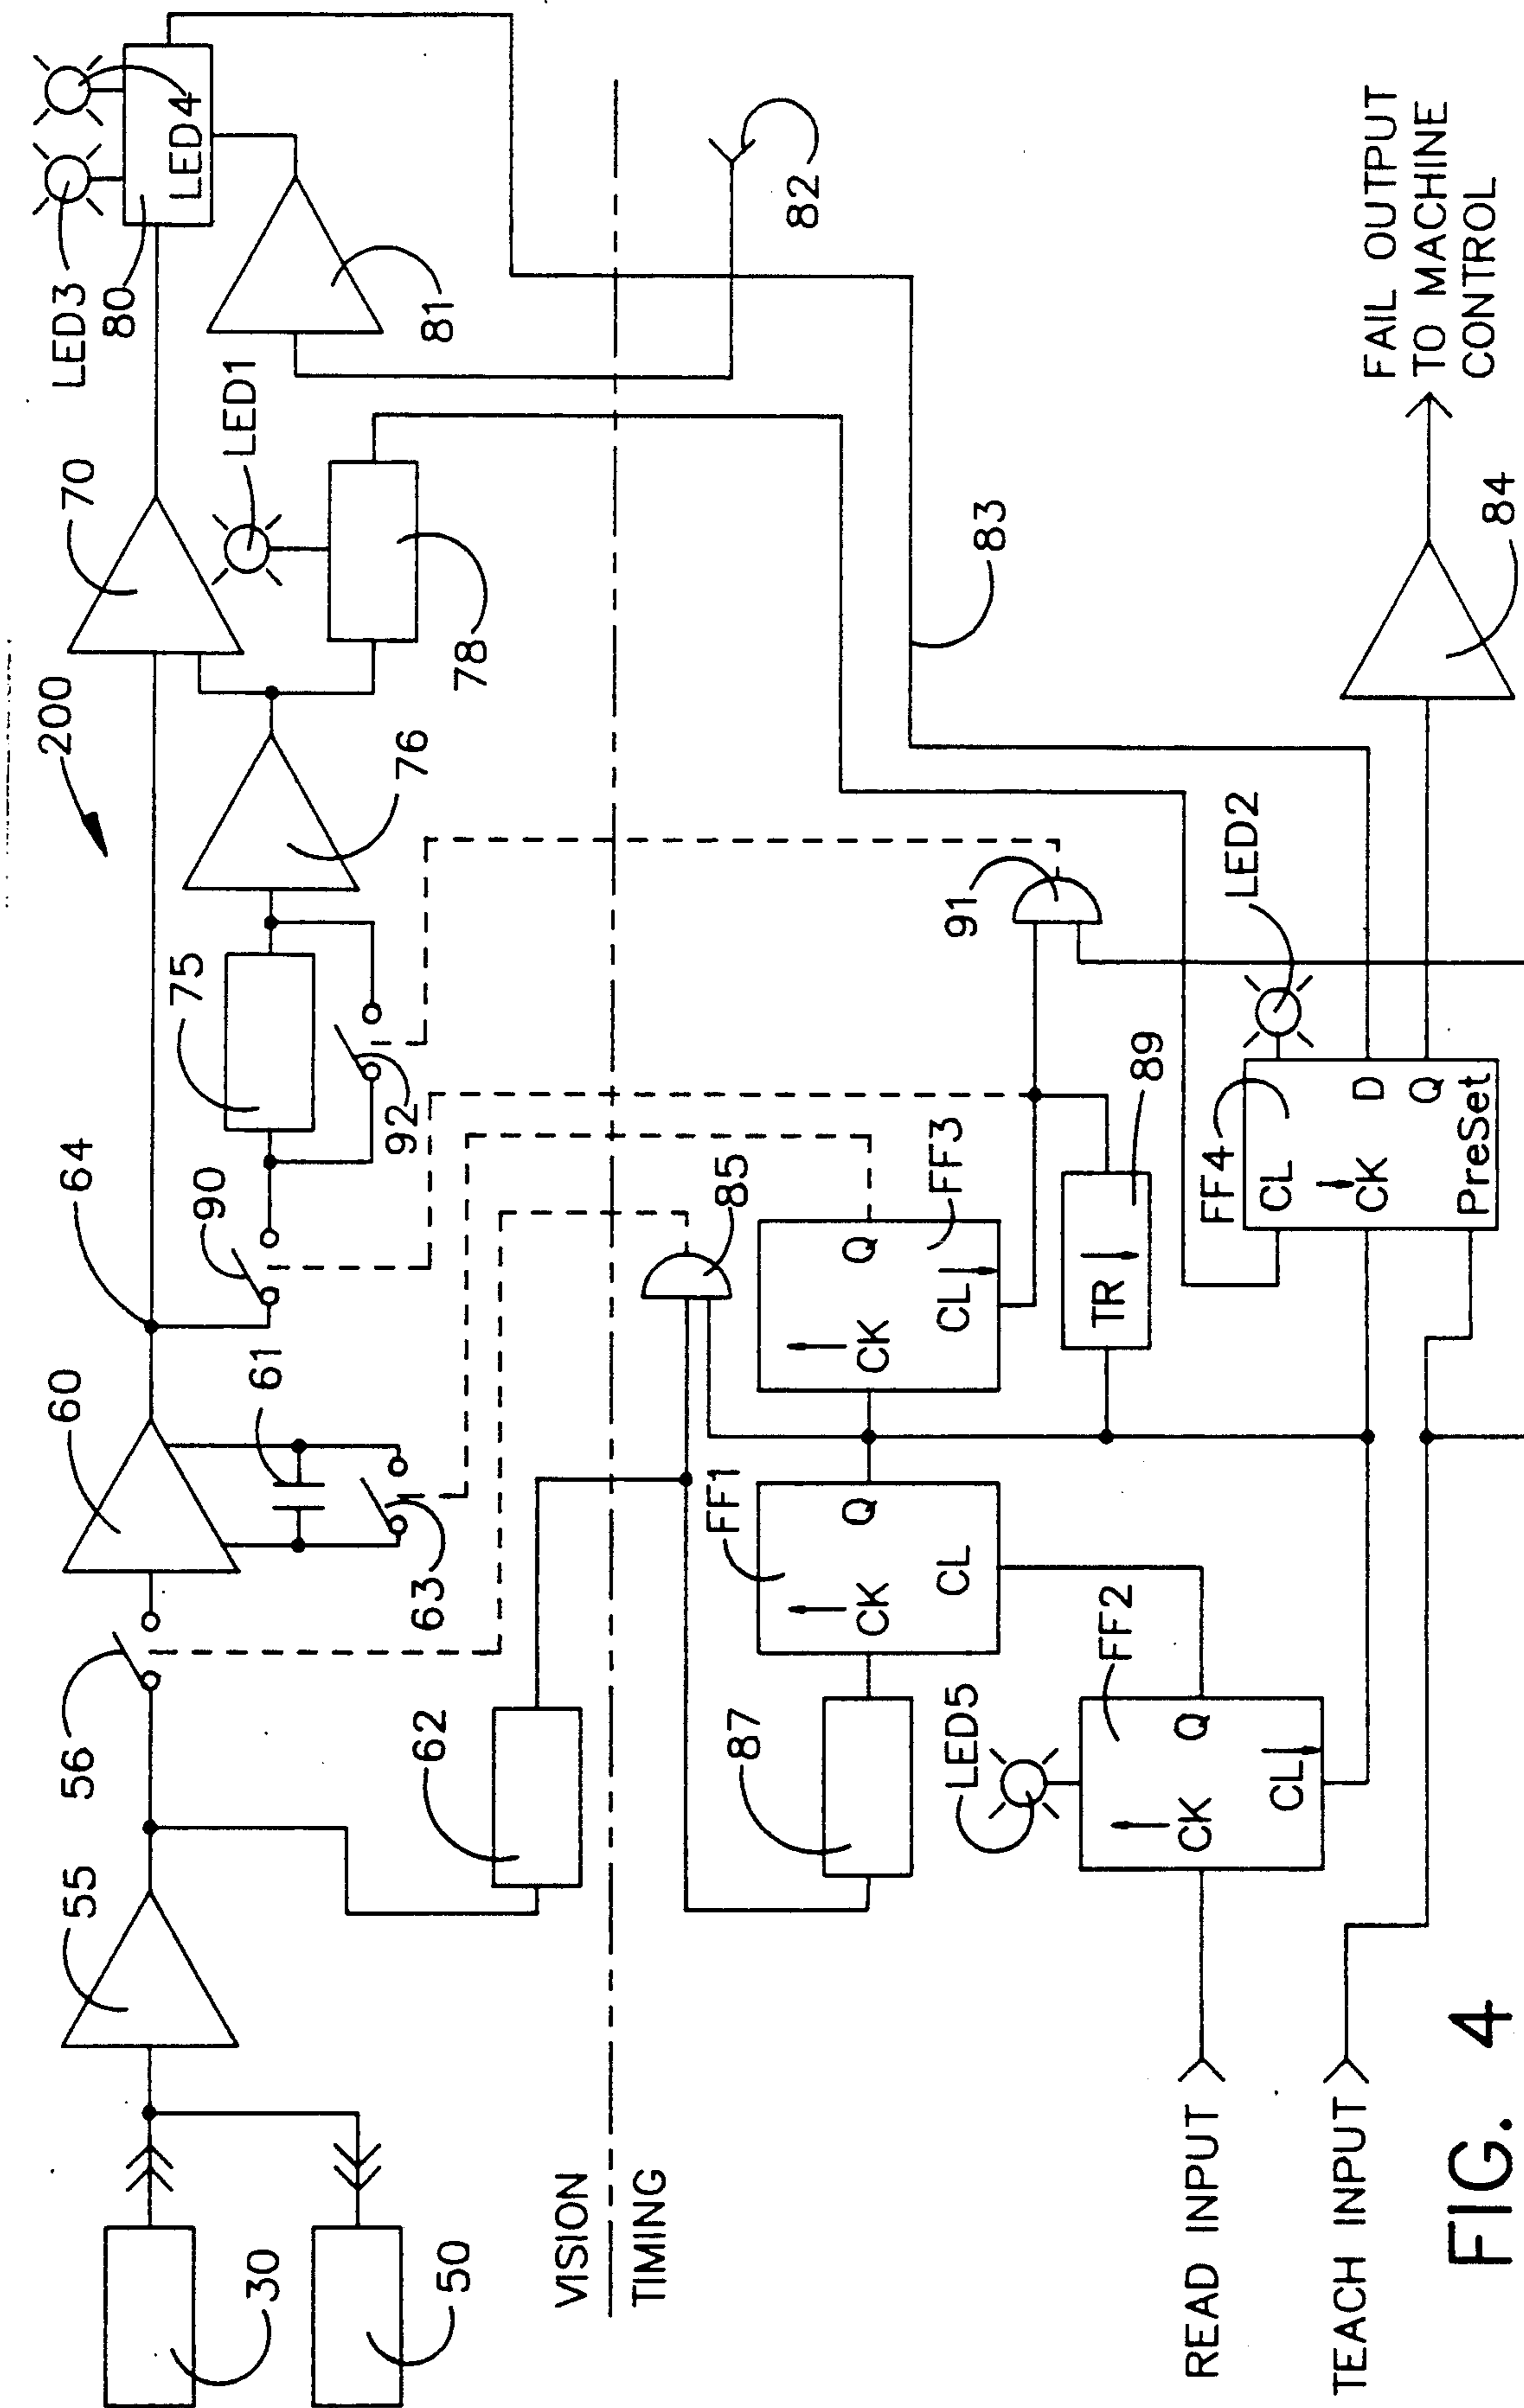 200
LED3
LED4
80
70
64
60
56
55
61
90
75
76
LED1
81
78
92
63
62
30
50
82
VISION
TIMING
85
91
83
FF1
Q
CK
CL
FF3
Q
CK
CL
87
LED5
FF2
Q
CK
CL
89
TR
FF4
LED2
CL
CK
D
Q
PreSet
84
READ INPUT
TEACH INPUT
FAIL OUTPUT
TO MACHINE
CONTROL
FIG. 4